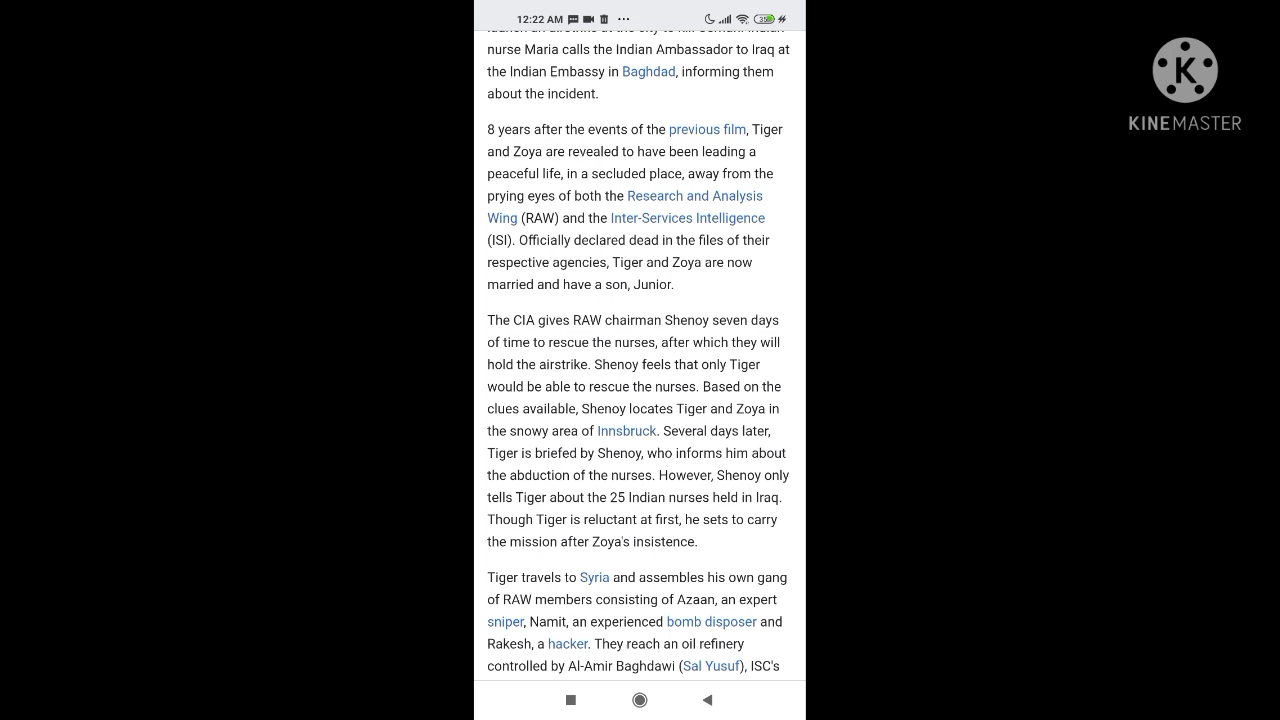 12:22 AM
35
nurse Maria calls the Indian Ambassador to Iraq at
the Indian Embassy in Baghdad, informing them
about the incident.
8 years after the events of the previous film, Tiger
and Zoya are revealed to have been leading a
peaceful life, in a secluded place, away from the
prying eyes of both the Research and Analysis
Wing (RAW) and the Inter-Services Intelligence
(ISI). Officially declared dead in the files of their
respective agencies, Tiger and Zoya are now
married and have a son, Junior.
The CIA gives RAW chairman Shenoy seven days
of time to rescue the nurses, after which they will
hold the airstrike. Shenoy feels that only Tiger
would be able to rescue the nurses. Based on the
clues available, Shenoy locates Tiger and Zoya in
the snowy area of Innsbruck. Several days later,
Tiger is briefed by Shenoy, who informs him about
the abduction of the nurses. However, Shenoy only
tells Tiger about the 25 Indian nurses held in Iraq.
Though Tiger is reluctant at first, he sets to carry
the mission after Zoya's insistence.
Tiger travels to Syria and assembles his own gang
of RAW members consisting of Azaan, an expert
sniper, Namit, an experienced bomb disposer and
Rakesh, a hacker. They reach an oil refinery
controlled by Al-Amir Baghdawi (Sal Yusuf), ISC's
K
KINEMASTER